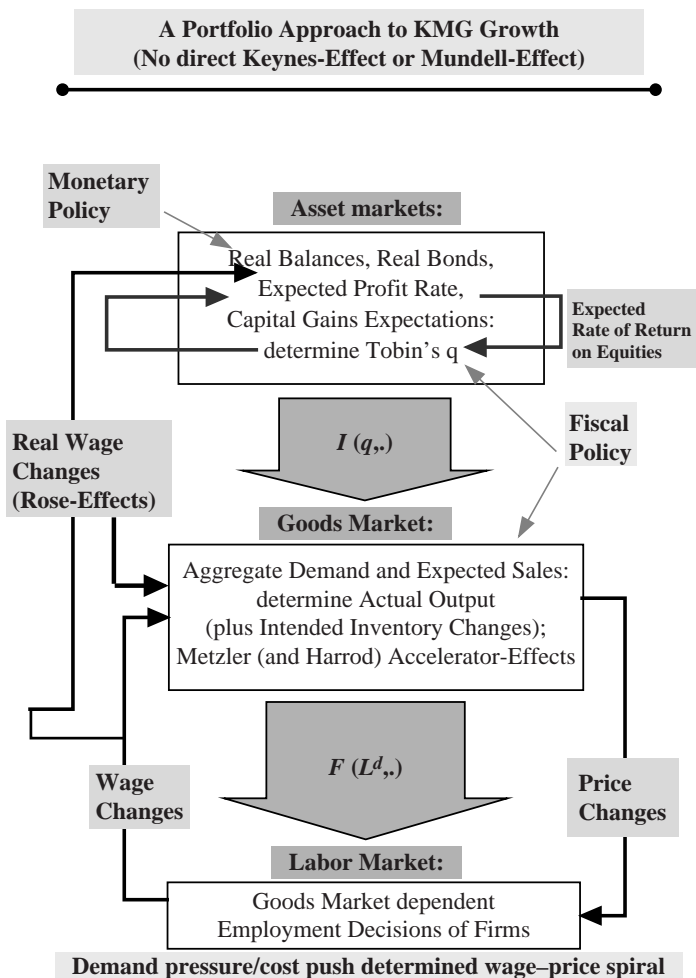 A Portfolio Approach to KMG Growth
(No direct Keynes-Effect or Mundell-Effect)
Monetary
Policy
Asset markets:
Real Balances, Real Bonds,
Expected Profit Rate,
Capital Gains Expectations:
determine Tobin's q
Expected
Rate of Return
on Equities
Real Wage
Changes
(Rose-Effects)
I (q,.)
Fiscal
Policy
Goods Market:
Aggregate Demand and Expected Sales:
determine Actual Output
(plus Intended Inventory Changes);
Metzler (and Harrod) Accelerator-Effects
F (Lᵈ,.)
Wage
Changes
Price
Changes
Labor Market:
Goods Market dependent
Employment Decisions of Firms
Demand pressure/cost push determined wage–price spiral